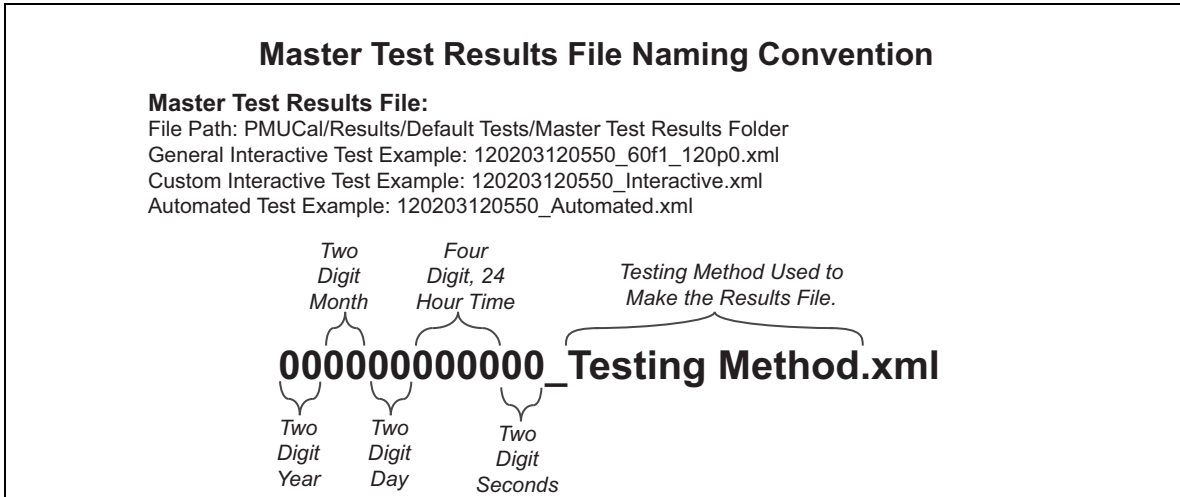 Master Test Results File Naming Convention
Master Test Results File:
File Path: PMUCal/Results/Default Tests/Master Test Results Folder
General Interactive Test Example: 120203120550_60f1_120p0.xml
Custom Interactive Test Example: 120203120550_Interactive.xml
Automated Test Example: 120203120550_Automated.xml
Two
Digit
Month
Four
Digit, 24
Hour Time
Testing Method Used to
Make the Results File.
000000000000_Testing Method.xml
Two
Digit
Year
Two
Digit
Day
Two
Digit
Seconds